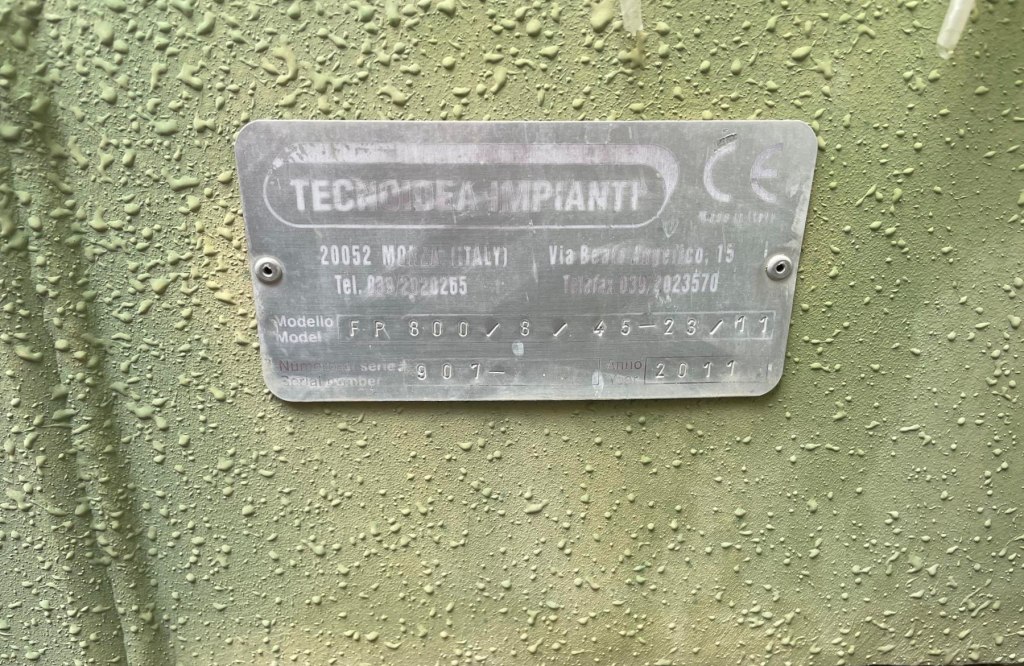 TECNOIDEA IMPIANTI
CE
Made in Italy
20052 MONZA (ITALY) Via Beato Angelico, 15
Tel. 039/2020265 Telefax 039/2023570
Modello
Model FR 800/8/45-23/11
Numero di serie
Serial number 901-
Anno
Year 2011